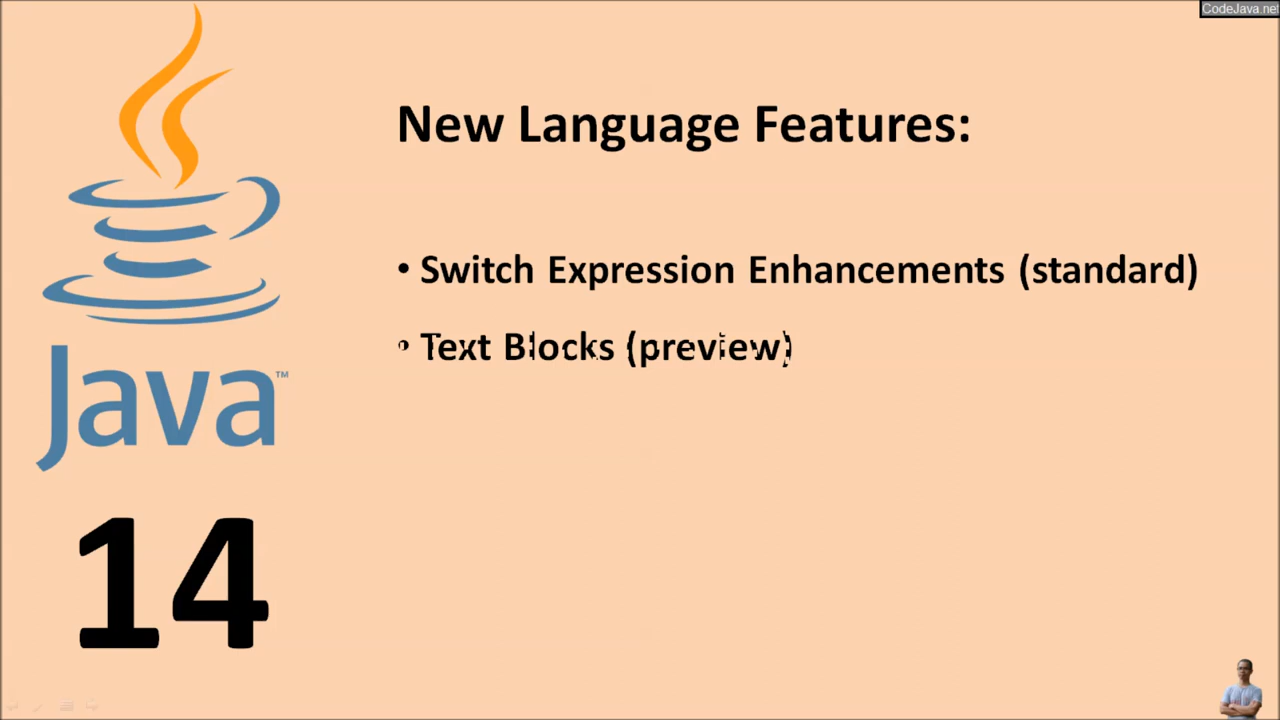 CodeJava.net
New Language Features:
• Switch Expression Enhancements (standard)
• Text Blocks (preview)
Java™
14